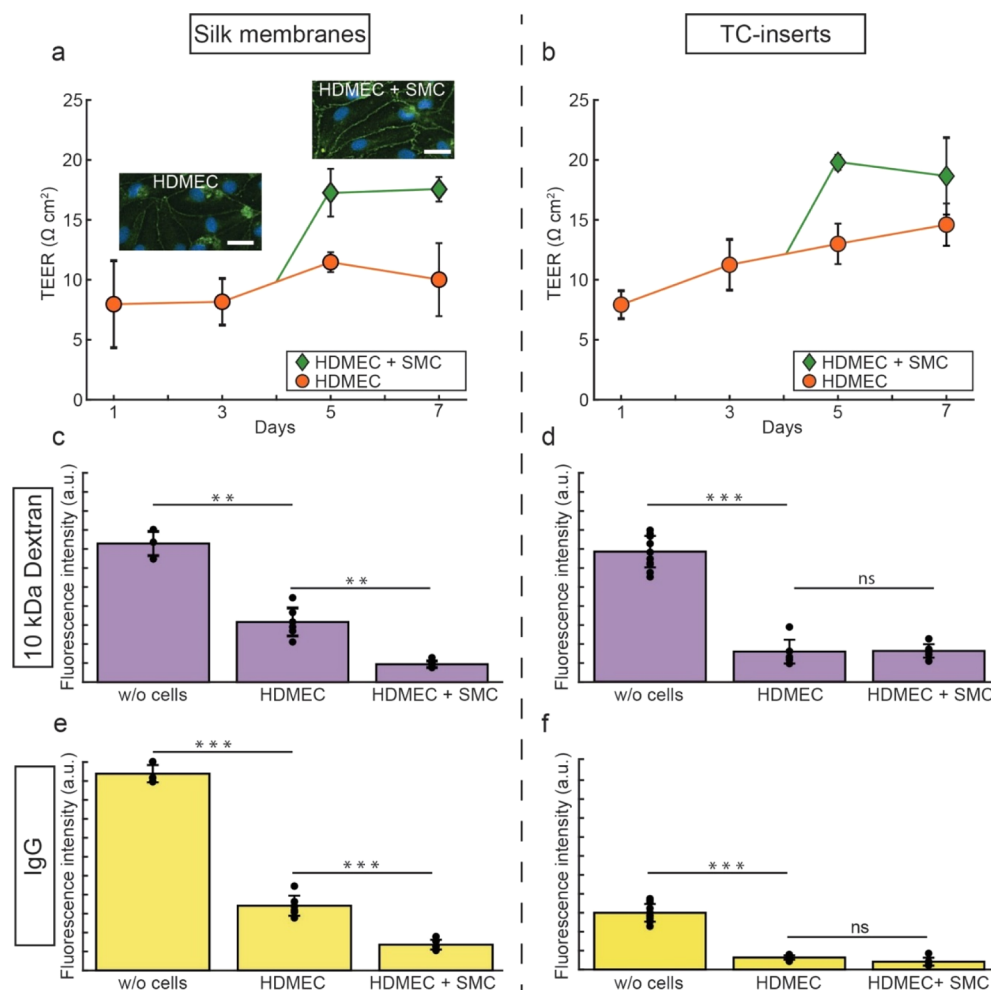 Silk membranes
TC-inserts
a
b
25
20
15
10
5
0
TEER (Ω cm²)
HDMEC
HDMEC + SMC
HDMEC + SMC
HDMEC
1
3
5
7
Days
25
20
15
10
5
0
TEER (Ω cm²)
HDMEC + SMC
HDMEC
1
3
5
7
Days
10 kDa Dextran
c
Fluorescence intensity (a.u.)
**
**
w/o cells
HDMEC
HDMEC + SMC
d
Fluorescence intensity (a.u.)
***
ns
w/o cells
HDMEC
HDMEC + SMC
IgG
e
Fluorescence intensity (a.u.)
***
***
w/o cells
HDMEC
HDMEC + SMC
f
Fluorescence intensity (a.u.)
***
ns
w/o cells
HDMEC
HDMEC+ SMC